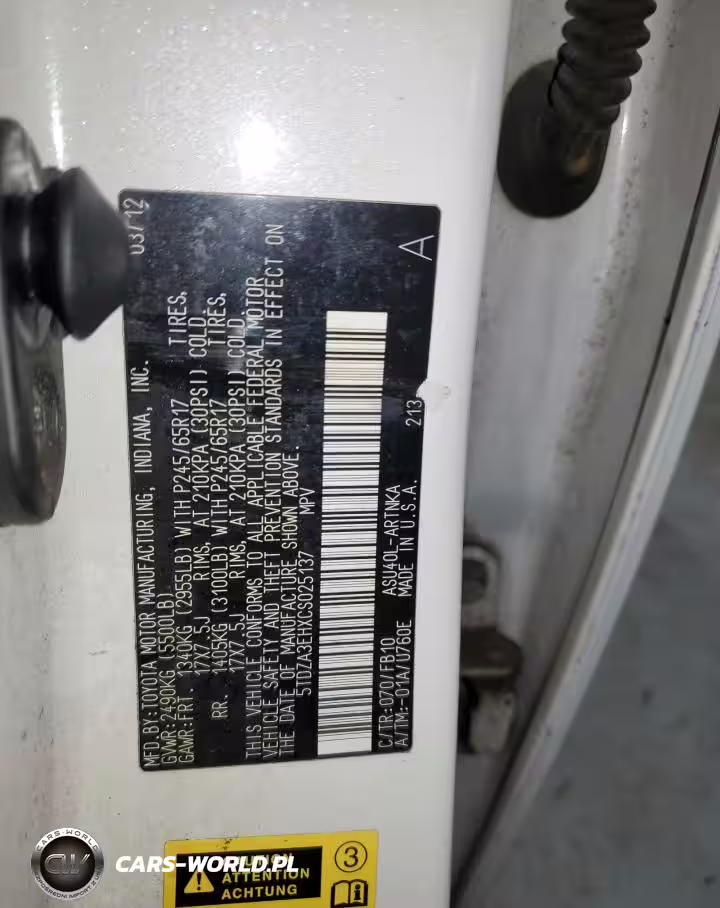 MFD.BY:TOYOTA MOTOR MANUFACTURING, INDIANA, INC. 03/12
GVWR:2490KG (5500LB)
GAWR:FRT. 1340KG (2955LB) WITH P245/65R17 TIRES,
17X7.5J RIMS, AT 210KPA (30PSI) COLD.
RR. 1405KG (3100LB) WITH P245/65R17 TIRES,
17X7.5J RIMS, AT 210KPA (30PSI) COLD.
THIS VEHICLE CONFORMS TO ALL APPLICABLE FEDERAL MOTOR
VEHICLE SAFETY AND THEFT PREVENTION STANDARDS IN EFFECT ON
THE DATE OF MANUFACTURE SHOWN ABOVE.
5TDZA3EHXCS025137 MPV
C/TR:070/FB10 ASU40L-ARTNKA 213
A/TM:-01A/U760E MADE IN U.S.A. A
CAUTION
ATTENTION
ACHTUNG
3
CARS-WORLD
CW
CARS-WORLD.PL